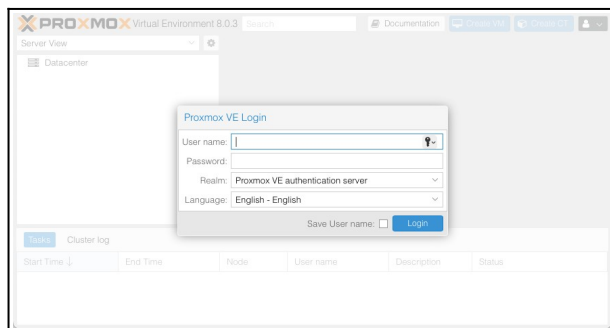 PROXMOX Virtual Environment 8.0.3 Search Documentation Create VM Create CT
Server View
Datacenter
Proxmox VE Login
User name:
Password:
Realm: Proxmox VE authentication server
Language: English - English
Save User name: Login
Tasks Cluster log
Start Time ↓ End Time Node User name Description Status